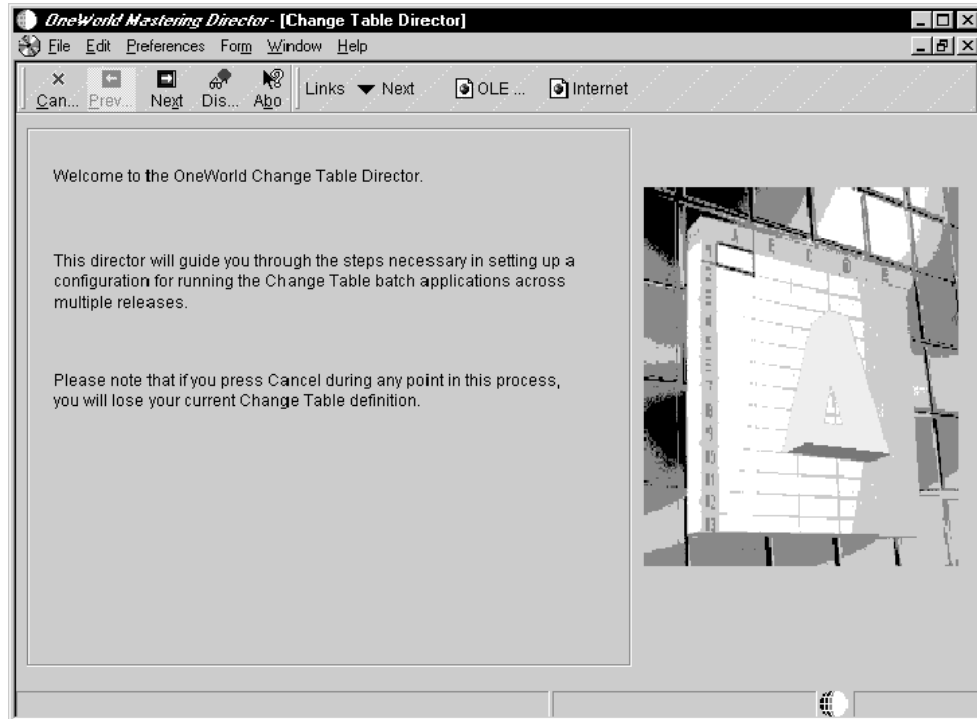 OneWorld Mastering Director - [Change Table Director]
File Edit Preferences Form Window Help
Can... Prev... Next Dis... Abo Links Next OLE ... Internet
Welcome to the OneWorld Change Table Director.
This director will guide you through the steps necessary in setting up a
configuration for running the Change Table batch applications across
multiple releases.
Please note that if you press Cancel during any point in this process,
you will lose your current Change Table definition.
A